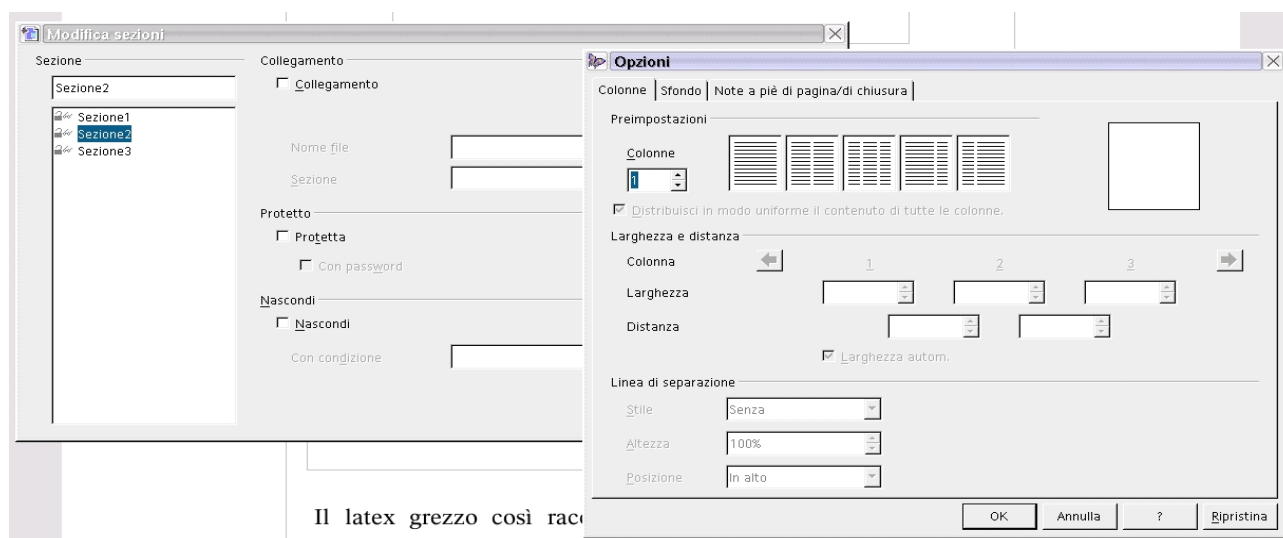 Modifica sezioni
Sezione
Sezione2
Sezione1
Sezione2
Sezione3
Collegamento
Collegamento
Nome file
Sezione
Protetto
Protetta
Con password
Nascondi
Nascondi
Con condizione
Il latex grezzo così
Opzioni
Colonne Sfondo Note a piè di pagina/di chiusura
Preimpostazioni
Colonne
1
Distribuisci in modo uniforme il contenuto di tutte le colonne.
Larghezza e distanza
Colonna 1 2 3
Larghezza
Distanza
Larghezza autom.
Linea di separazione
Stile Senza
Altezza 100%
Posizione In alto
OK Annulla ? Ripristina